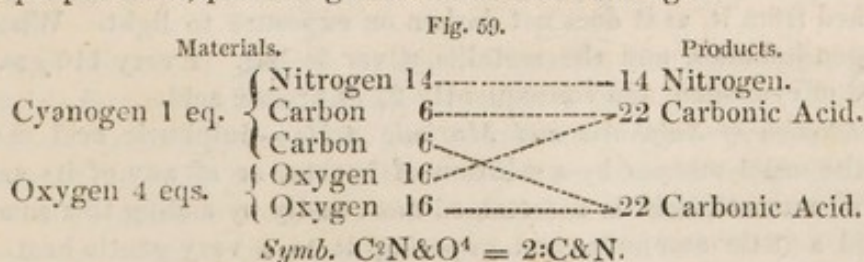 Fig. 59.
Materials. Products.
Cyanogen 1 eq. { Nitrogen 14 14 Nitrogen.
Carbon 6 22 Carbonic Acid.
Carbon 6
Oxygen 4 eqs. { Oxygen 16
Oxygen 16 22 Carbonic Acid.
Symb. C²N&O⁴ = 2:C&N.